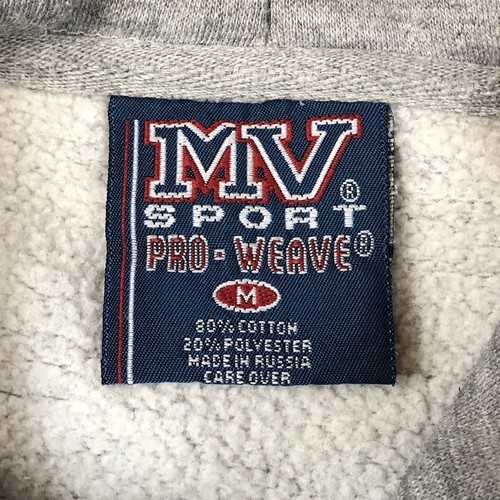 MV®
SPORT
PRO-WEAVE®
M
80% COTTON
20% POLYESTER
MADE IN RUSSIA
CARE OVER